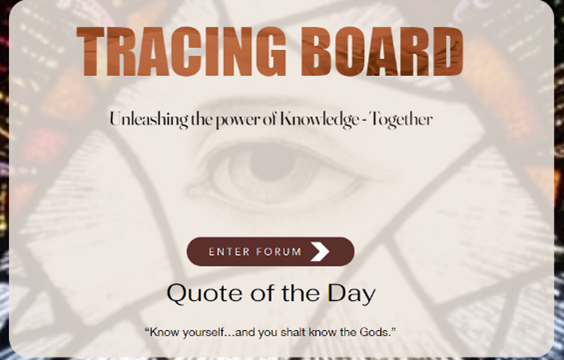 TRACING BOARD
Unleashing the power of Knowledge - Together
ENTER FORUM
Quote of the Day
“Know yourself...and you shalt know the Gods.”